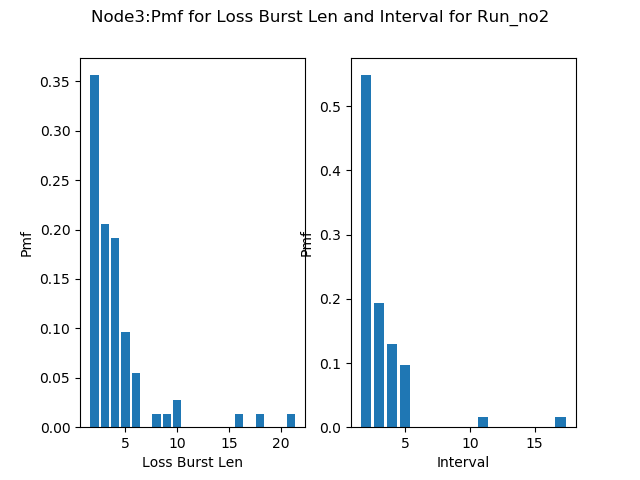 Node3:Pmf for Loss Burst Len and Interval for Run_no2
0.35
0.30
0.25
0.20
0.15
0.10
0.05
0.00
Pmf
5 10 15 20
Loss Burst Len
0.5
0.4
0.3
0.2
0.1
0.0
Pmf
5 10 15
Interval